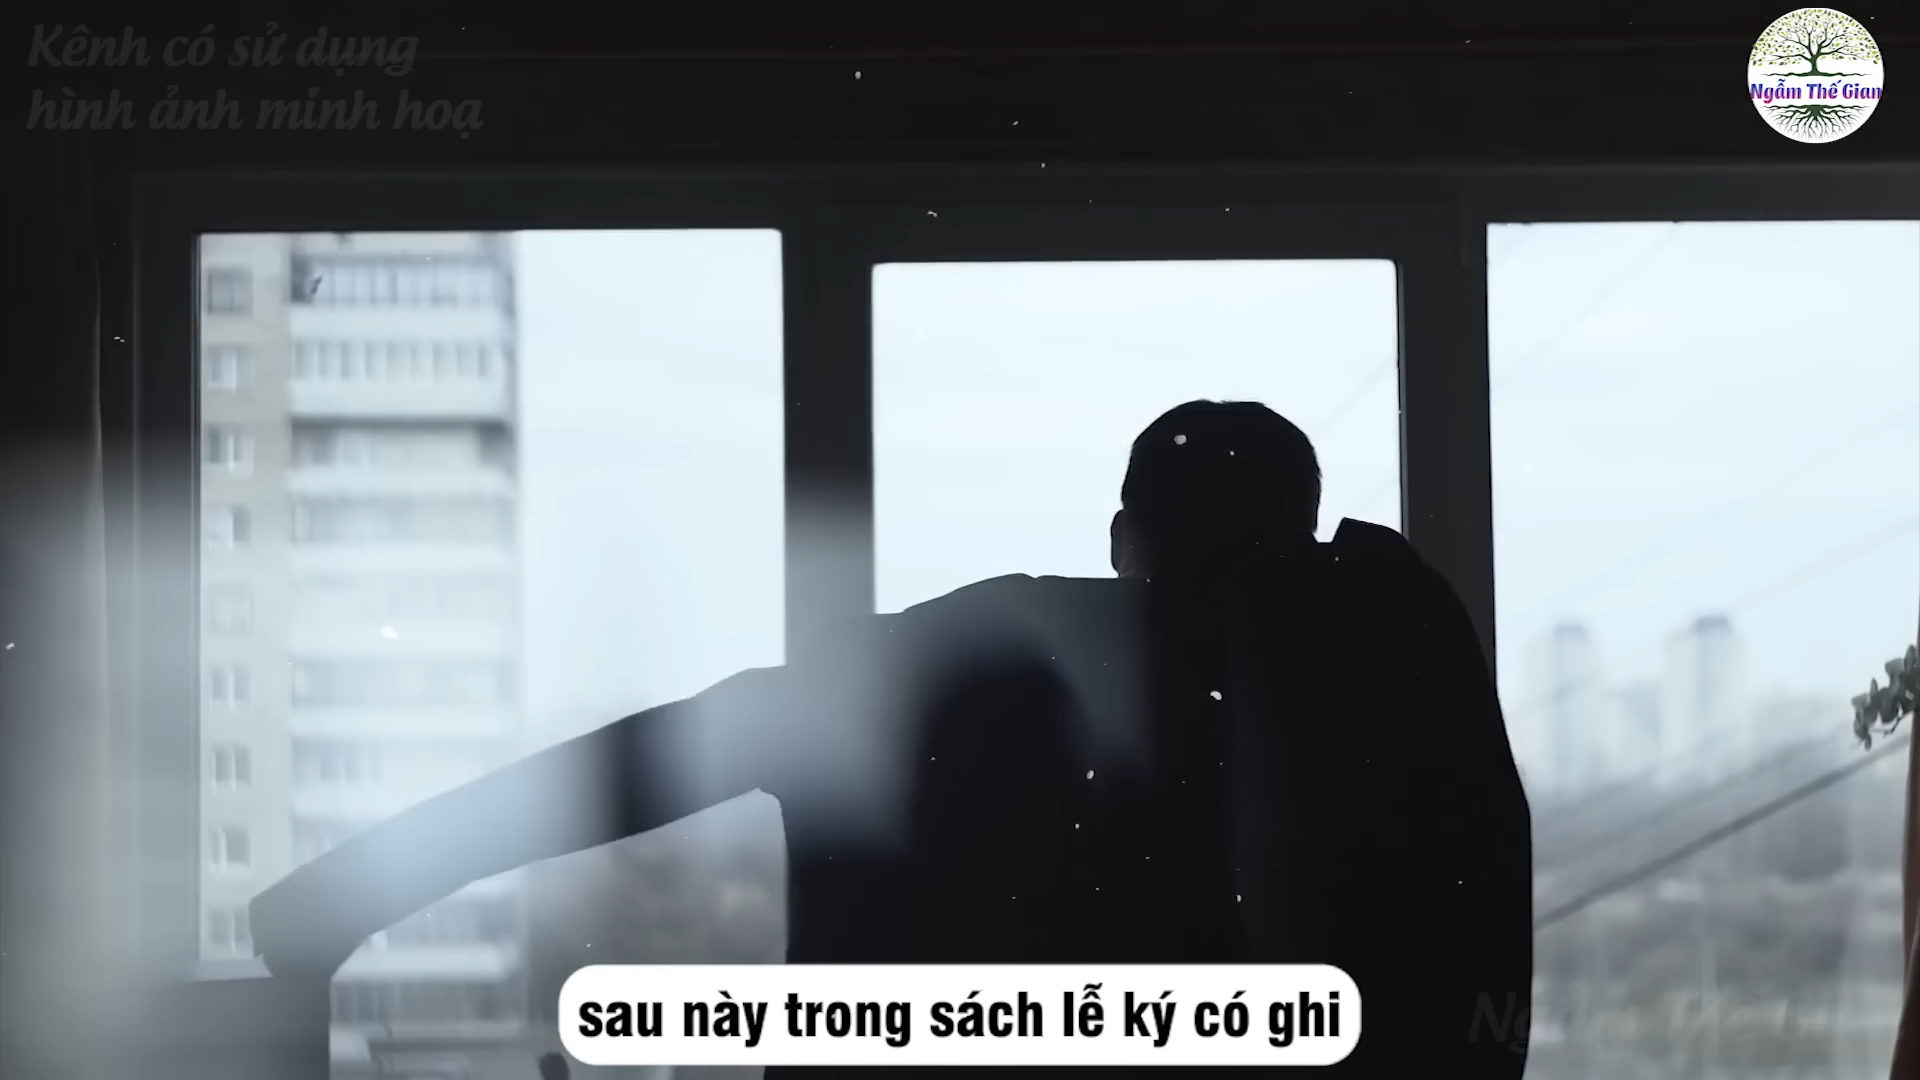 Kênh có sử dụng
hình ảnh minh hoạ
Ngẫm Thế Gian
sau này trong sách lễ ký có ghi